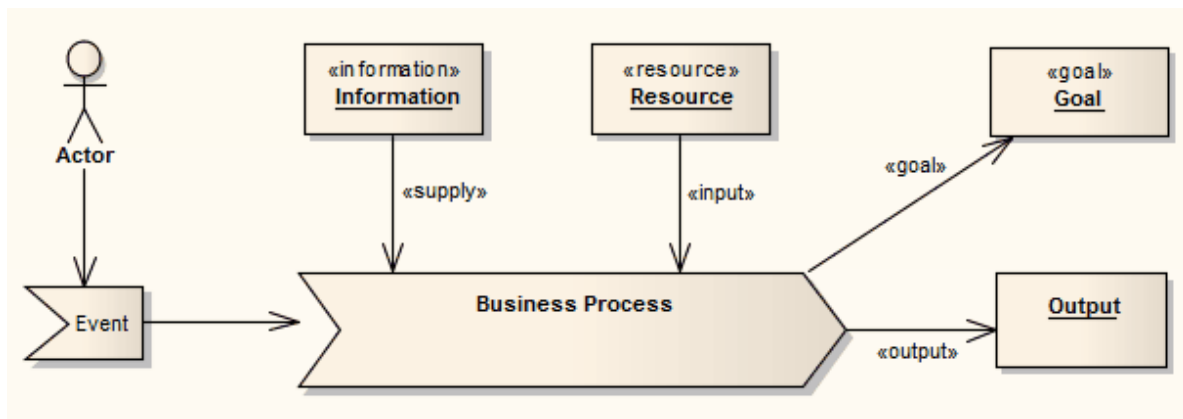 Actor
«information»
Information
«resource»
Resource
«goal»
Goal
«supply»
«input»
«goal»
Event
Business Process
Output
«output»